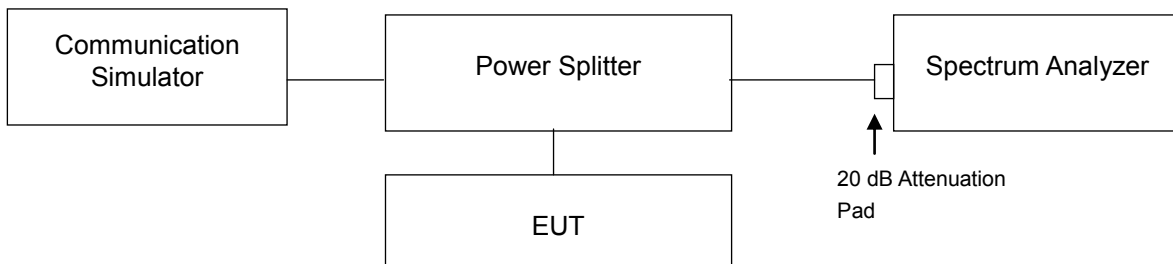 Communication
Simulator
Power Splitter
Spectrum Analyzer
20 dB Attenuation
Pad
EUT